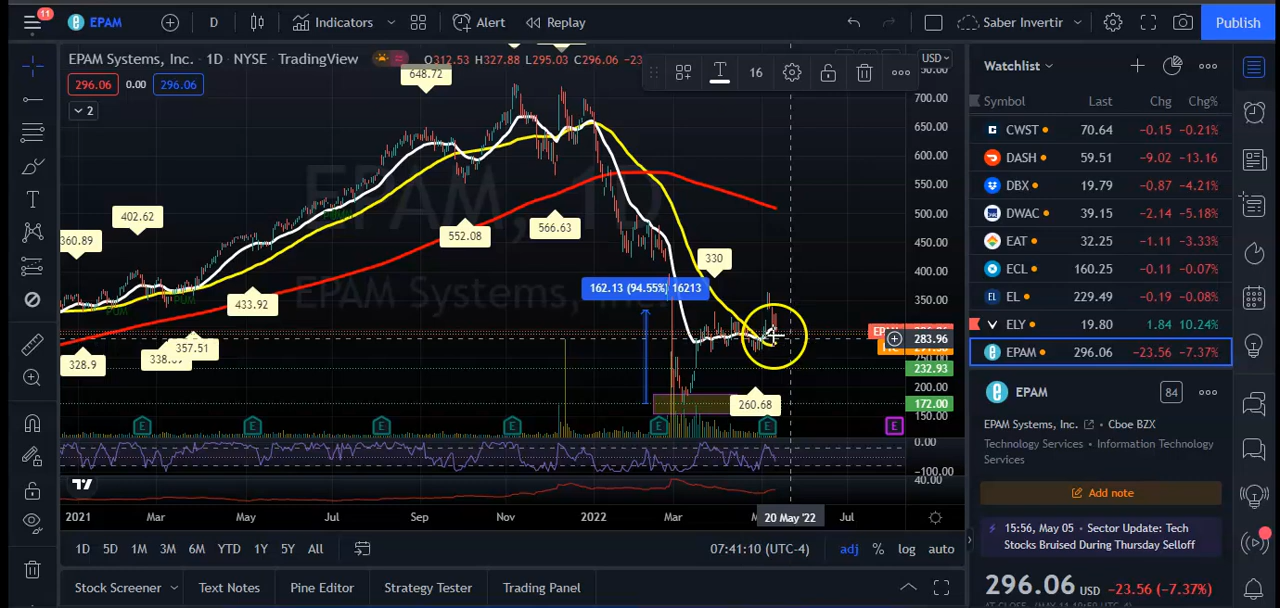 11
EPAM
D
Indicators
Alert
Replay
Saber Invertir
Publish
EPAM Systems, Inc. · 1D · NYSE · TradingView
O312.53 H327.88 L295.03 C296.06
16
USD
296.06
0.00
296.06
2
700.00
650.00
600.00
550.00
500.00
450.00
400.00
350.00
200.00
648.72
402.62
360.89
552.08
566.63
433.92
357.51
328.9
PUM
PUM
330
162.13 (94.55%) 16213
260.68
EPAM, 1D
EPAM Systems, Inc.
283.96
232.93
172.00
E
E
E
E
E
E
E
0.00
-100.00
40.00
2021
Mar
May
Jul
Sep
Nov
2022
Mar
20 May '22
Jul
1D
5D
1M
3M
6M
YTD
1Y
5Y
All
07:41:10 (UTC-4)
adj
%
log
auto
Stock Screener
Text Notes
Pine Editor
Strategy Tester
Trading Panel
Watchlist
Symbol
Last
Chg
Chg%
CWST 70.64 −0.15 −0.21%
DASH 59.51 −9.02 −13.16
DBX 19.79 −0.87 −4.21%
DWAC 39.15 −2.14 −5.18%
EAT 32.25 −1.11 −3.33%
ECL 160.25 −0.11 −0.07%
EL 229.49 −0.19 −0.08%
ELY 19.80 1.84 10.24%
EPAM 296.06 −23.56 −7.37%
EPAM
84
EPAM Systems, Inc. · Cboe BZX
Technology Services · Information Technology
Services
Add note
15:56, May 05 · Sector Update: Tech
Stocks Bruised During Thursday Selloff
296.06 USD −23.56 (−7.37%)